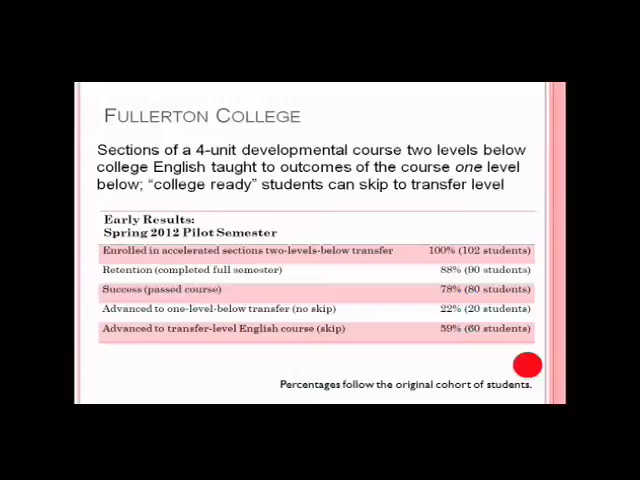 FULLERTON COLLEGE
Sections of a 4-unit developmental course two levels below
college English taught to outcomes of the course one level
below; “college ready” students can skip to transfer level
Early Results:
Spring 2012 Pilot Semester
Enrolled in accelerated sections two-levels-below transfer 100% (102 students)
Retention (completed full semester) 88% (90 students)
Success (passed course) 78% (80 students)
Advanced to one-level-below transfer (no skip) 22% (20 students)
Advanced to transfer-level English course (skip) 59% (60 students)
Percentages follow the original cohort of students.